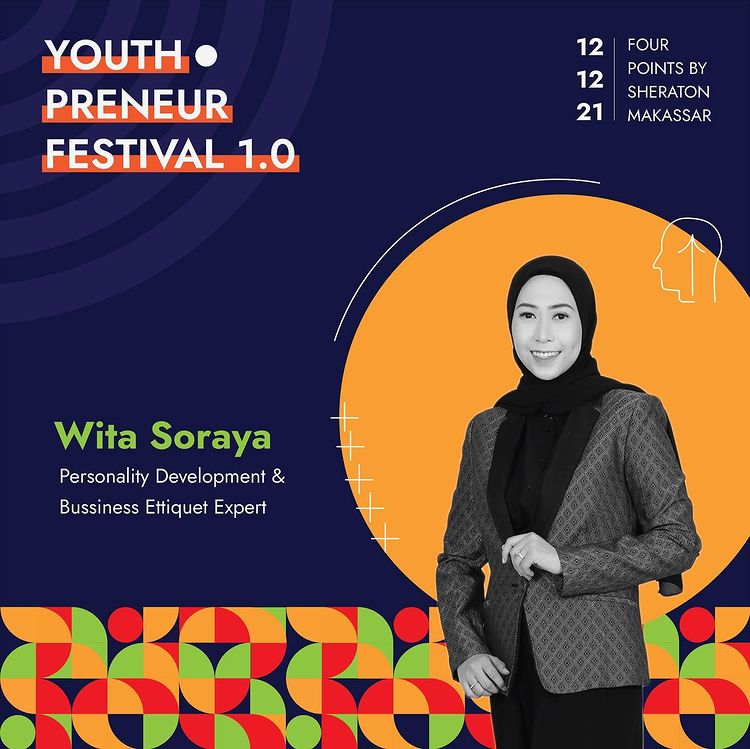 YOUTH
PRENEUR
FESTIVAL 1.0
12
12
21
FOUR
POINTS BY
SHERATON
MAKASSAR
Wita Soraya
Personality Development &
Bussiness Ettiquet Expert